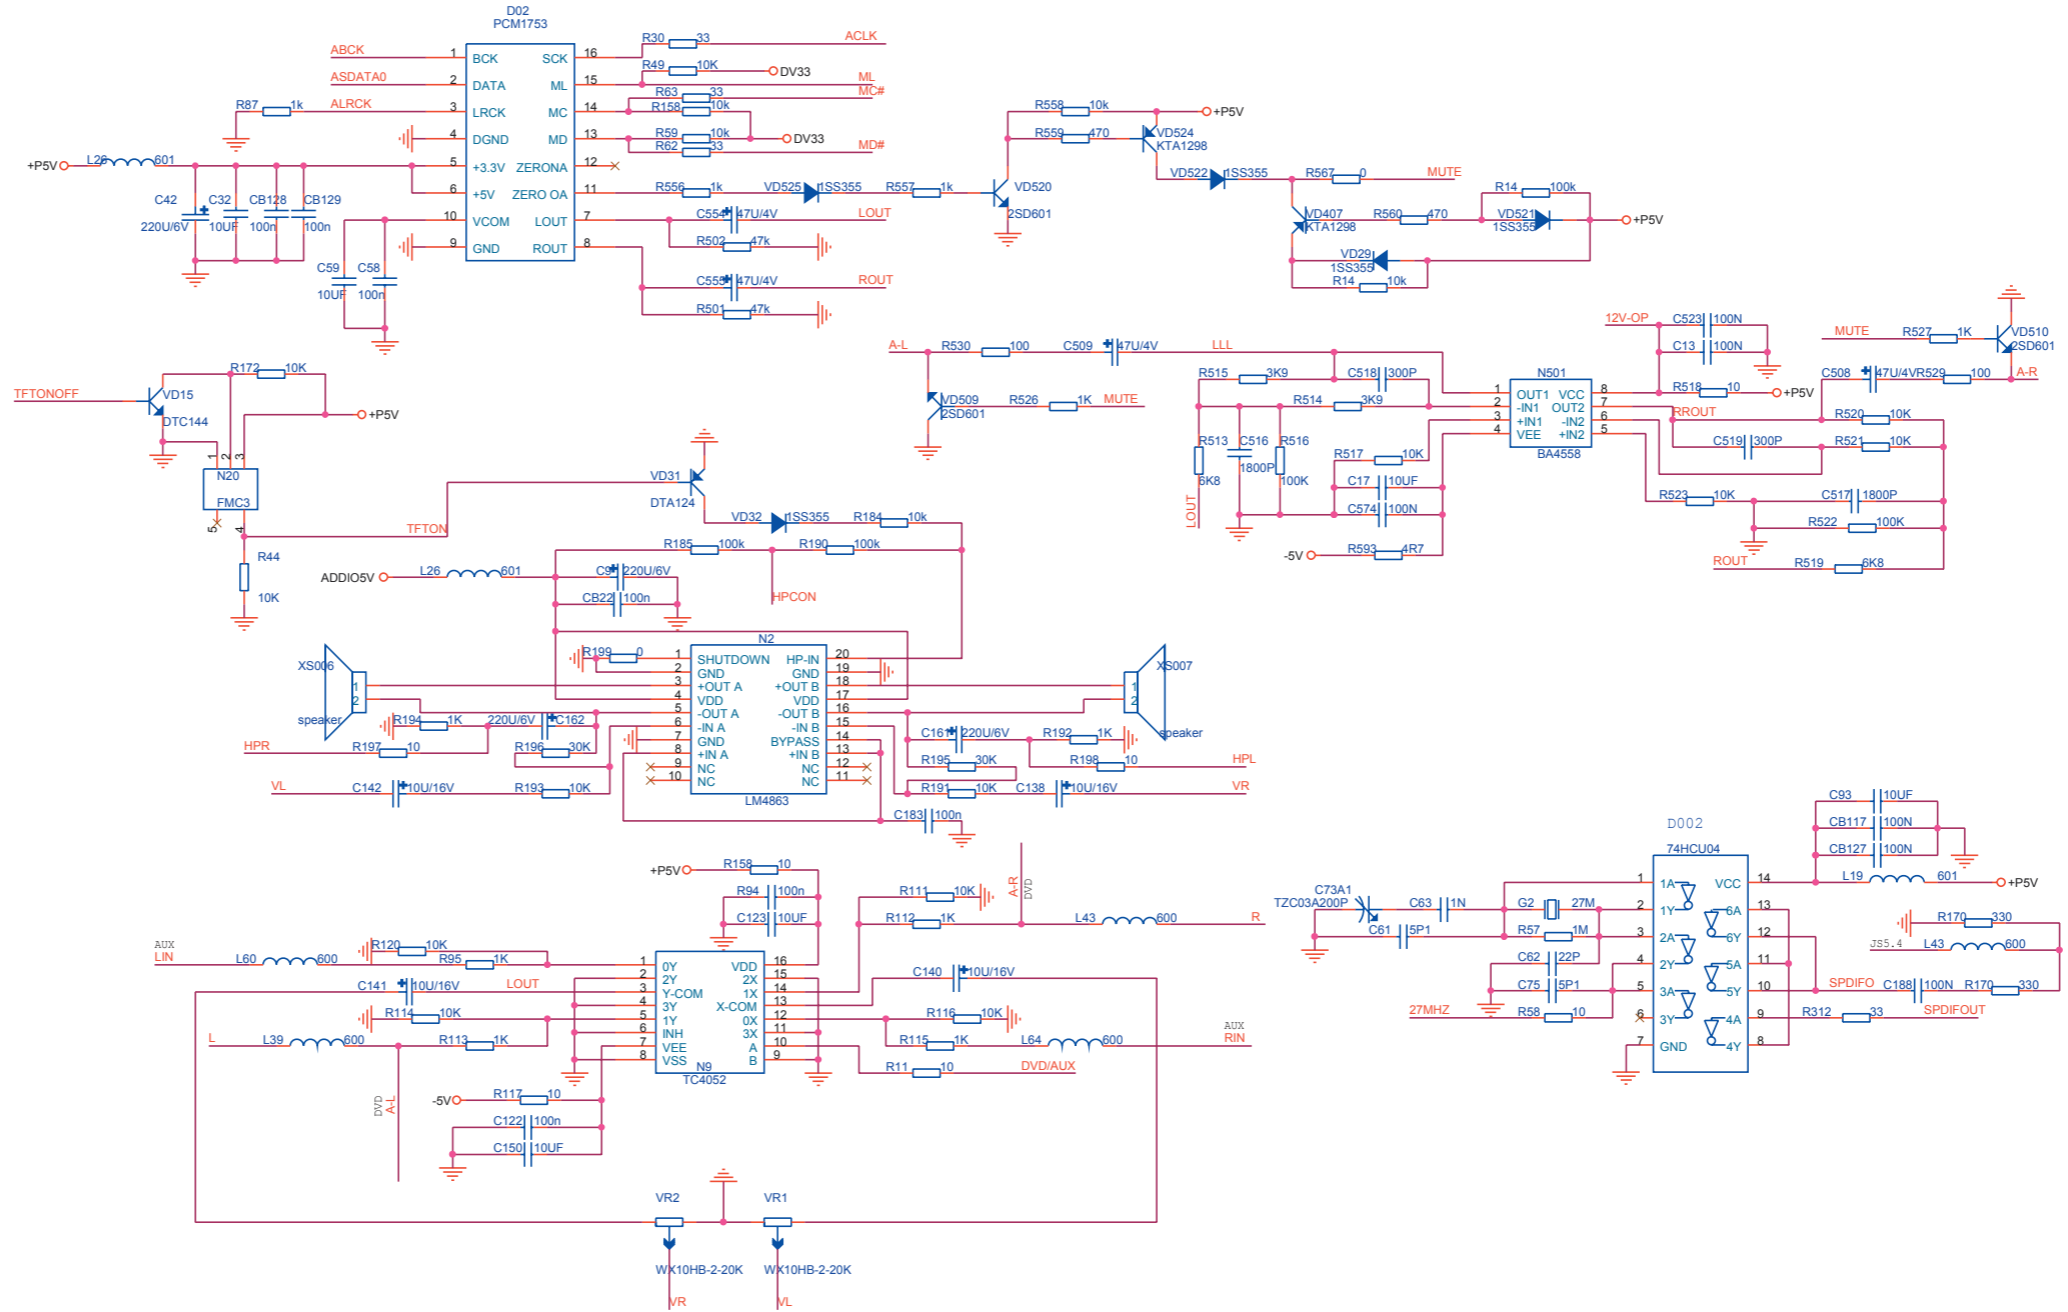 D02
PCM1753
ABCK
1
BCK
SCK
16
R30
33
ACLK
ASDATA0
2
DATA
ML
15
R49
10K
DV33
ML
R87
1k
ALRCK
3
LRCK
MC
14
R63
33
MC#
R158
10k
4
DGND
MD
13
R59
10k
DV33
R62
33
MD#
+P5V
L26
601
5
+3.3V
ZERONA
12
6
+5V
ZERO OA
11
R556
1k
VD525
1SS355
R557
1k
VD520
2SD601
C42
220U/6V
C32
10UF
CB128
100n
CB129
100n
10
VCOM
LOUT
7
C554
47U/4V
LOUT
R502
47k
9
GND
ROUT
8
C59
10UF
C58
100n
C555
47U/4V
ROUT
R501
47k
R558
10k
+P5V
R559
470
VD524
KTA1298
VD522
1SS355
R567
0
MUTE
R14
100k
VD407
KTA1298
R560
470
VD521
1SS355
+P5V
VD29
1SS355
R14
10k
TFTONOFF
VD15
DTC144
R172
10K
+P5V
1
2
3
N20
FMC3
5
4
TFTON
R44
10K
A-L
R530
100
C509
47U/4V
LLL
VD509
2SD601
R526
1K
MUTE
R515
3K9
C518
300P
R514
3K9
R513
6K8
C516
1800P
R516
100K
LOUT
R517
10K
C17
10UF
C574
100N
-5V
R593
4R7
12V-OP
C523
100N
C13
100N
N501
1
OUT1
VCC
8
2
-IN1
OUT2
7
3
+IN1
-IN2
6
4
VEE
+IN2
5
BA4558
R518
10
+P5V
RROUT
MUTE
R527
1K
VD510
2SD601
C508
47U/4V
R529
100
A-R
R520
10K
C519
300P
R521
10K
R523
10K
C517
1800P
R522
100K
ROUT
R519
6K8
VD31
DTA124
VD32
1SS355
R184
10k
R185
100k
R190
100k
ADDIO5V
L26
601
C9
220U/6V
CB22
100n
HPCON
N2
R199
0
1
SHUTDOWN
HP-IN
20
2
GND
GND
19
3
+OUT A
+OUT B
18
4
VDD
VDD
17
5
-OUT A
-OUT B
16
6
-IN A
-IN B
15
7
GND
BYPASS
14
8
+IN A
+IN B
13
9
NC
NC
12
10
NC
NC
11
LM4863
XS006
1
2
speaker
XS007
1
2
speaker
R194
1K
220U/6V
C162
HPR
R197
10
R196
30K
VL
C142
10U/16V
R193
10K
C161
220U/6V
R192
1K
R195
30K
R198
10
HPL
R191
10K
C138
10U/16V
VR
C183
100n
+P5V
R158
10
R94
100n
C123
10UF
R111
10K
R112
1K
A-R
DVD
L43
600
R
AUX
LIN
L60
600
R120
10K
R95
1K
C141
10U/16V
LOUT
R114
10K
L
L39
600
R113
1K
DVD
A-L
1
0Y
VDD
16
2
2Y
2X
15
3
Y-COM
1X
14
4
3Y
X-COM
13
5
1Y
0X
12
6
INH
3X
11
7
VEE
A
10
8
VSS
B
9
N9
TC4052
C140
10U/16V
R116
10K
R115
1K
L64
600
AUX
RIN
R11
10
DVD/AUX
-5V
R117
10
C122
100n
C150
10UF
VR2
VR1
WX10HB-2-20K
WX10HB-2-20K
VR
VL
D002
74HCU04
1
1A
VCC
14
2
1Y
6A
13
3
2A
6Y
12
4
2Y
5A
11
5
3A
5Y
10
6
3Y
4A
9
7
GND
4Y
8
C73A1
TZC03A200P
C63
1N
C61
5P1
G2
27M
R57
1M
C62
22P
C75
5P1
27MHZ
R58
10
C93
10UF
CB117
100N
CB127
100N
L19
601
+P5V
R170
330
JS5.4
L43
600
SPDIFO
C188
100N
R170
330
R312
33
SPDIFOUT